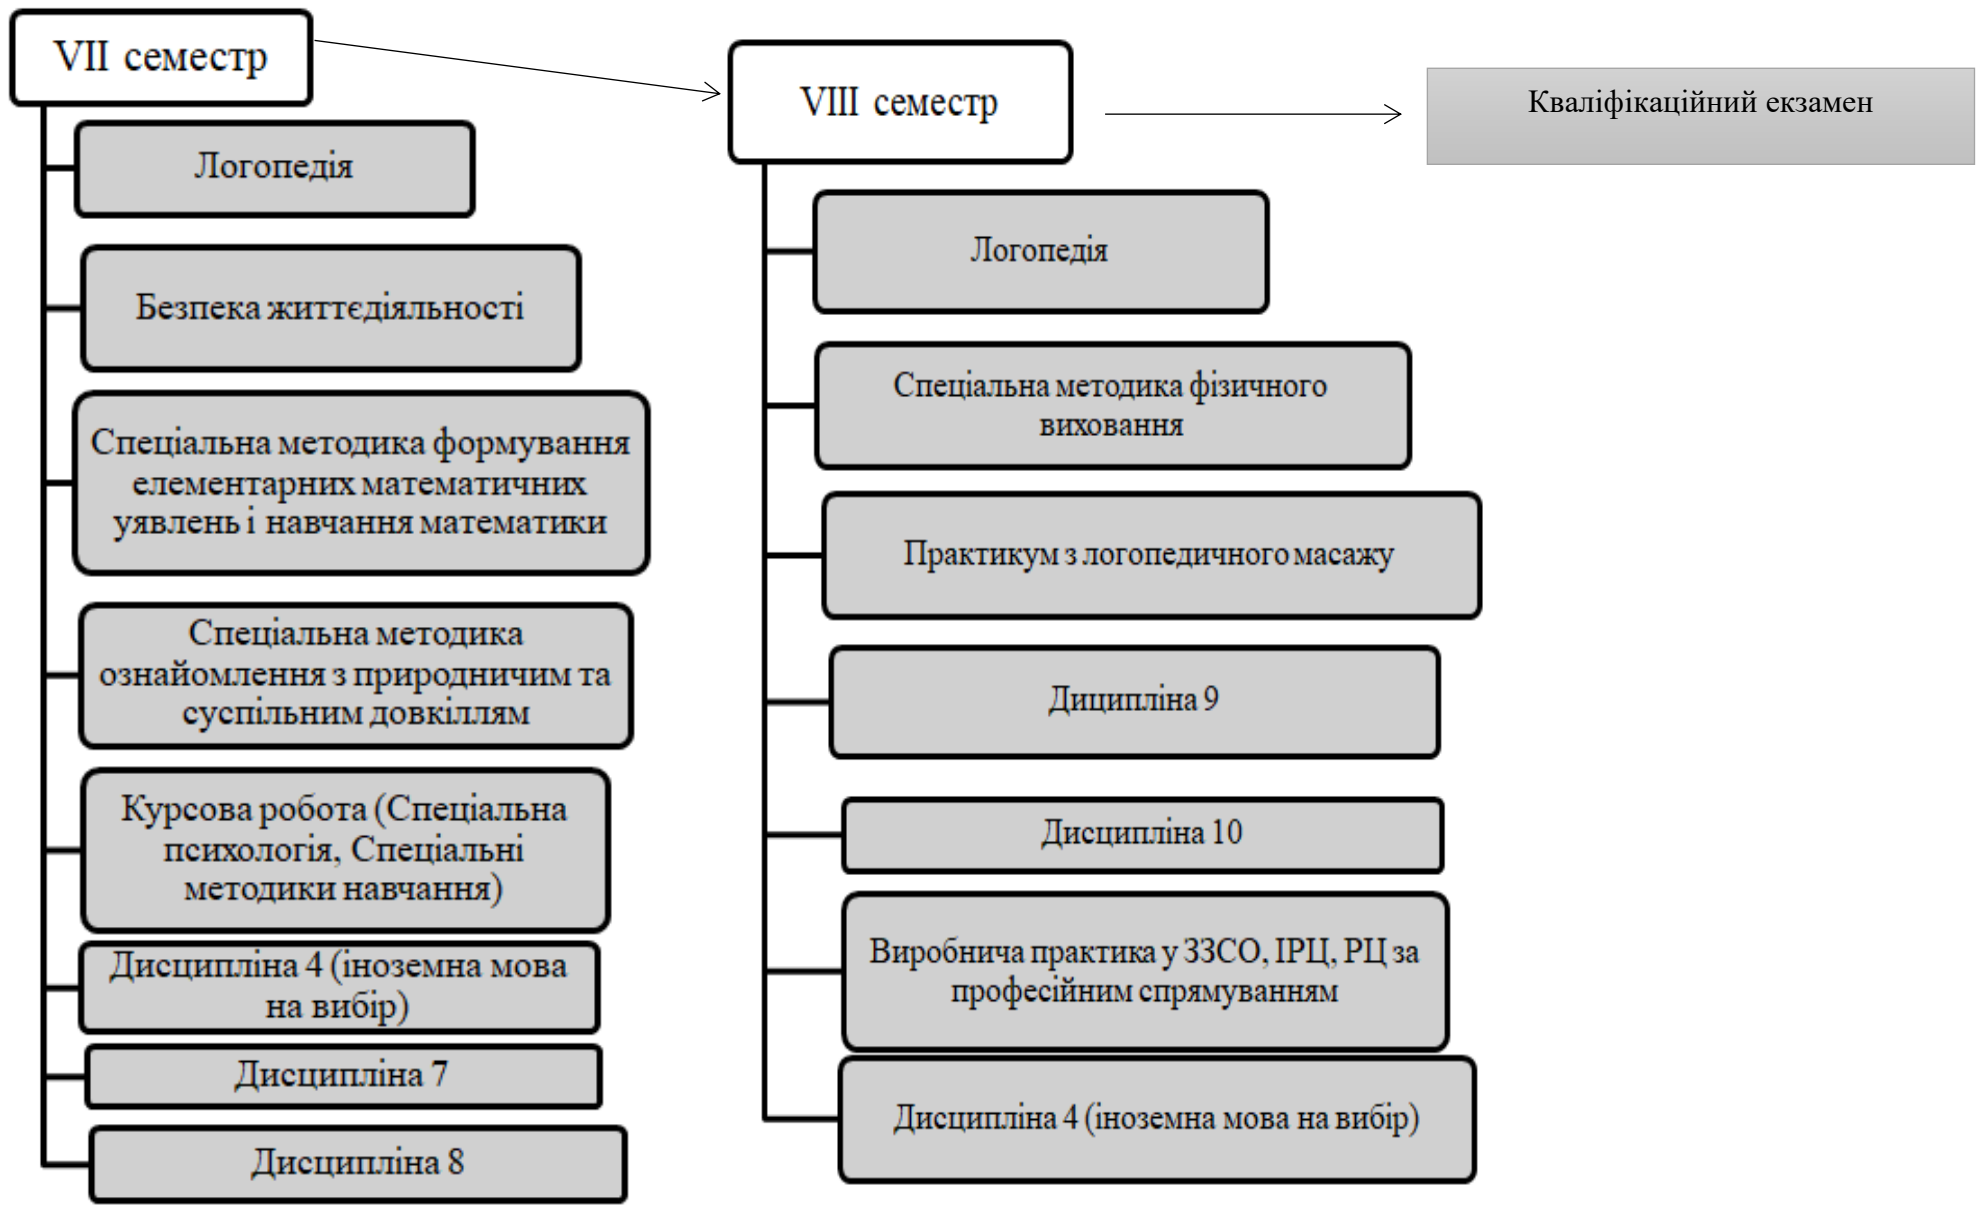 VII семестр
Логопедія
Безпека життєдіяльності
Спеціальна методика формування
елементарних математичних
уявлень і навчання математики
Спеціальна методика
ознайомлення з природничим та
суспільним довкіллям
Курсова робота (Спеціальна
психологія, Спеціальні
методики навчання)
Дисципліна 4 (іноземна мова
на вибір)
Дисципліна 7
Дисципліна 8
VIII семестр
Логопедія
Спеціальна методика фізичного
виховання
Практикум з логопедичного масажу
Диципліна 9
Дисципліна 10
Виробнича практика у ЗЗСО, ІРЦ, РЦ за
професійним спрямуванням
Дисципліна 4 (іноземна мова на вибір)
Кваліфікаційний екзамен